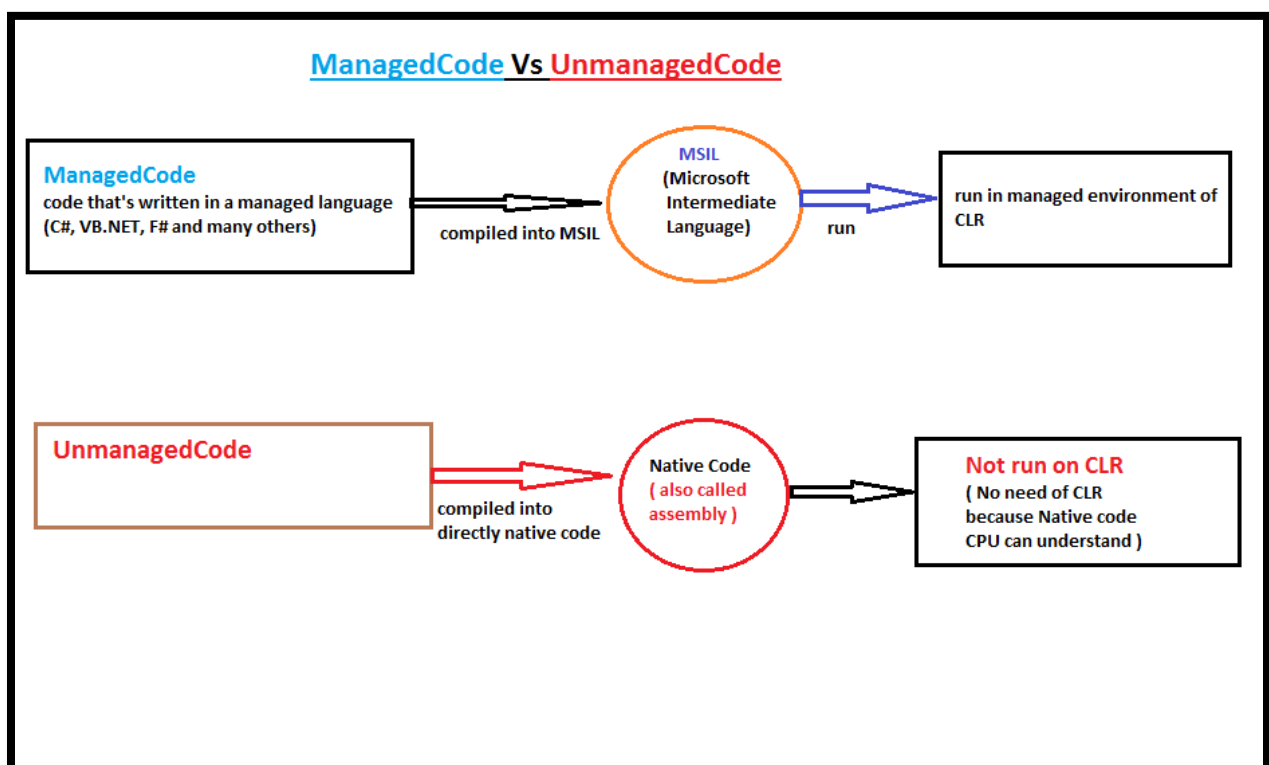 ManagedCode Vs UnmanagedCode
ManagedCode
code that's written in a managed language
(C#, VB.NET, F# and many others)
compiled into MSIL
MSIL
(Microsoft
Intermediate
Language)
run
run in managed environment of
CLR
UnmanagedCode
compiled into
directly native code
Native Code
( also called
assembly )
Not run on CLR
( No need of CLR
because Native code
CPU can understand )